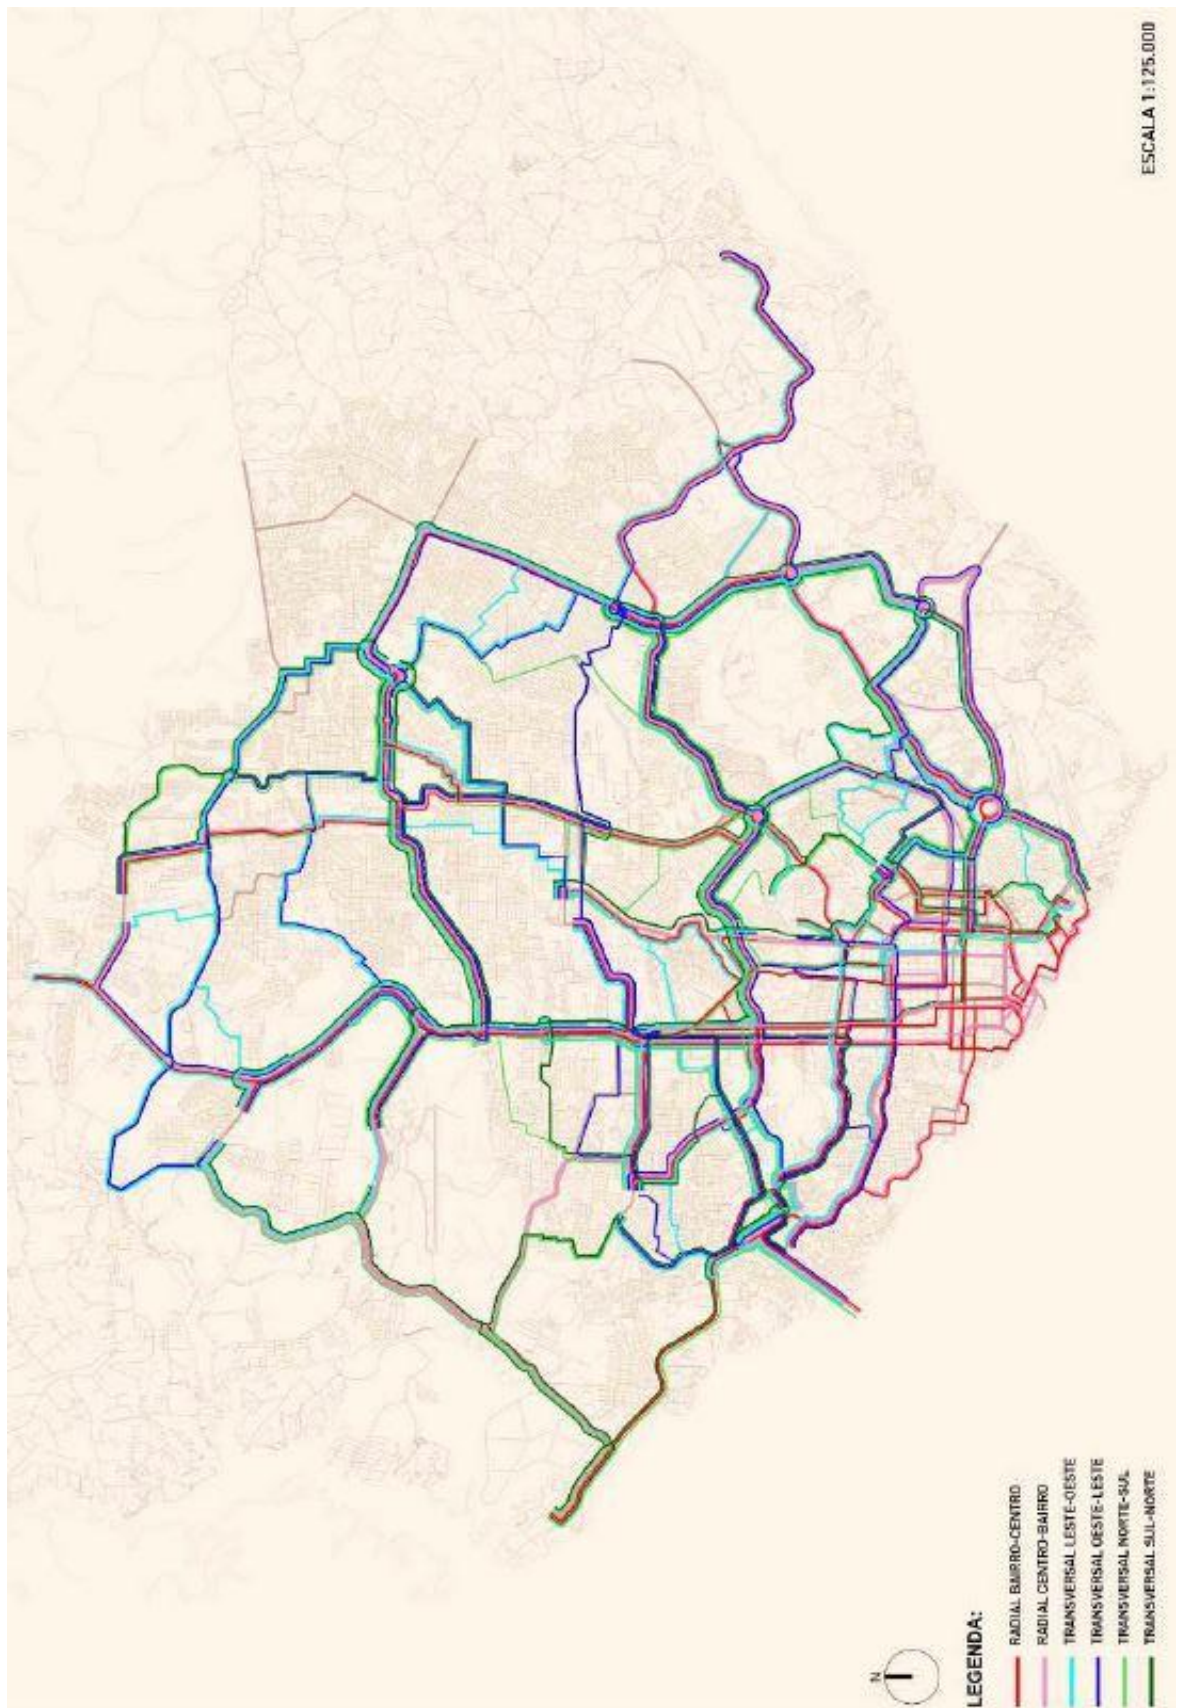 ESCALA 1:125.000
N
LEGENDA:
RADIAL BAIRRO-CENTRO
RADIAL CENTRO-BAIRRO
TRANSVERSAL LESTE-OESTE
TRANSVERSAL OESTE-LESTE
TRANSVERSAL NORTE-SUL
TRANSVERSAL SUL-NORTE